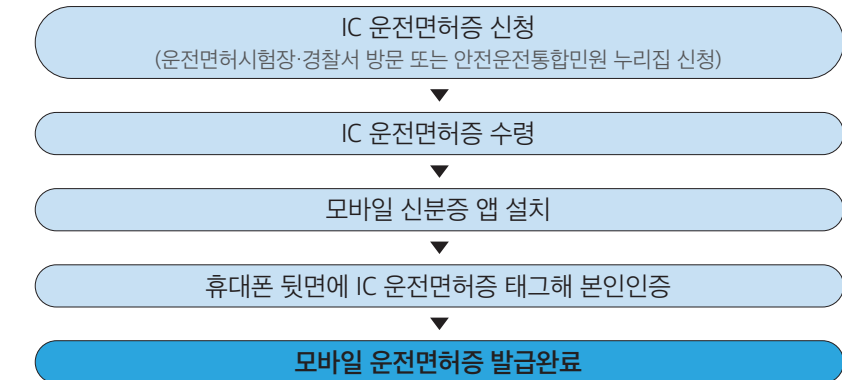 IC 운전면허증 신청
(운전면허시험장·경찰서 방문 또는 안전운전통합민원 누리집 신청)
IC 운전면허증 수령
모바일 신분증 앱 설치
휴대폰 뒷면에 IC 운전면허증 태그해 본인인증
모바일 운전면허증 발급완료